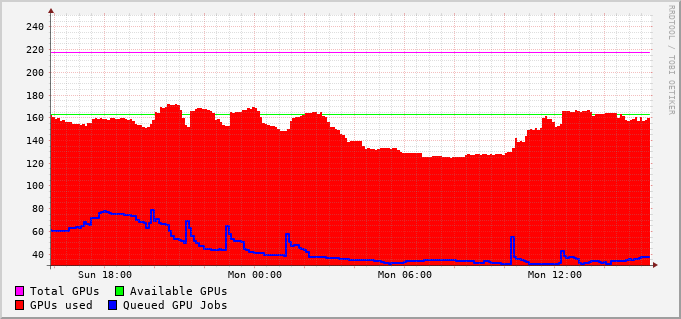 RRDTOOL / TOBI OETIKER
240
220
200
180
160
140
120
100
80
60
40
Sun 18:00 Mon 00:00 Mon 06:00 Mon 12:00
Total GPUs Available GPUs
GPUs used Queued GPU Jobs